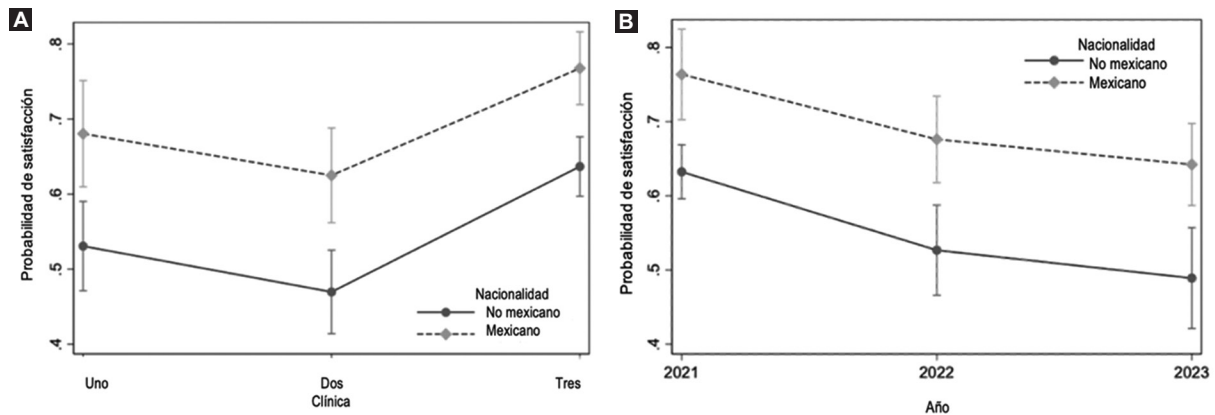 A
Probabilidad de satisfacción
.8
.7
.6
.5
.4
Nacionalidad
No mexicano
Mexicano
Uno
Dos
Tres
Clínica
B
Probabilidad de satisfacción
.8
.7
.6
.5
.4
Nacionalidad
No mexicano
Mexicano
2021
2022
2023
Año